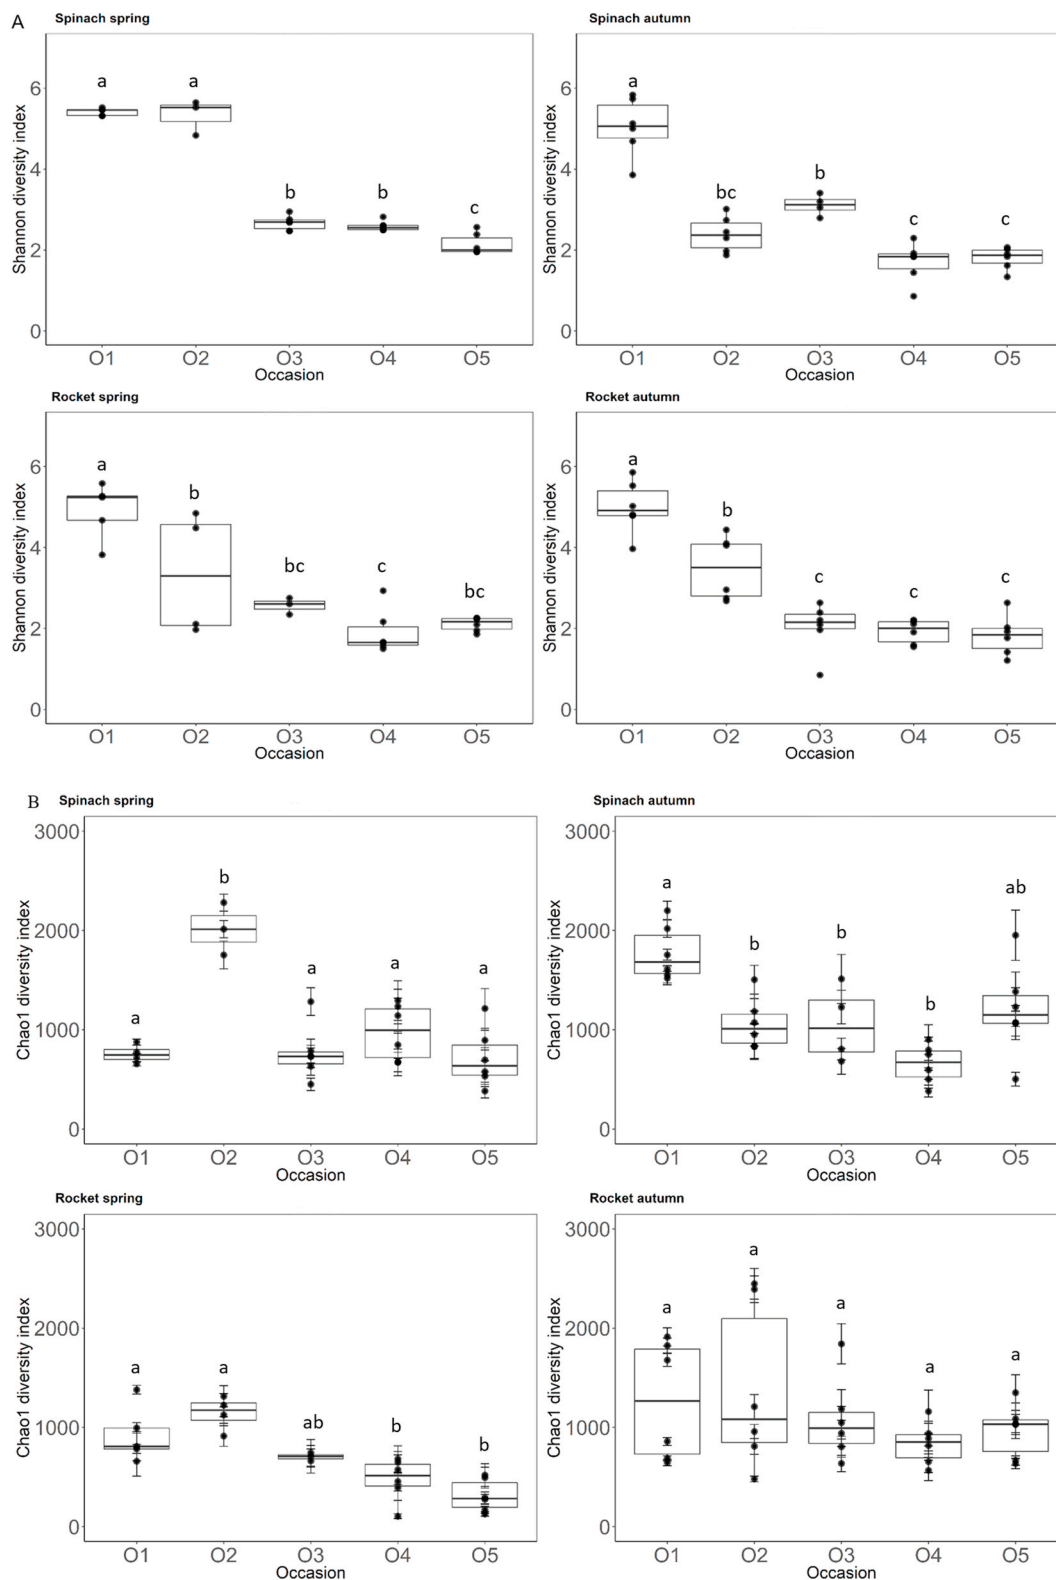 A
Spinach spring
Spinach autumn
Shannon diversity index
6
4
2
0
a
a
b
b
c
O1 O2 O3 O4 O5
Occasion
Shannon diversity index
6
4
2
0
a
bc
b
c
c
O1 O2 O3 O4 O5
Occasion
Rocket spring
Rocket autumn
Shannon diversity index
6
4
2
0
a
b
bc
c
bc
O1 O2 O3 O4 O5
Occasion
Shannon diversity index
6
4
2
0
a
b
c
c
c
O1 O2 O3 O4 O5
Occasion
B
Spinach spring
Spinach autumn
Chao1 diversity index
3000
2000
1000
0
a
b
a
a
a
O1 O2 O3 O4 O5
Occasion
Chao1 diversity index
3000
2000
1000
0
a
b
b
b
ab
O1 O2 O3 O4 O5
Occasion
Rocket spring
Rocket autumn
Chao1 diversity index
3000
2000
1000
0
a
a
ab
b
b
O1 O2 O3 O4 O5
Occasion
Chao1 diversity index
3000
2000
1000
0
a
a
a
a
a
O1 O2 O3 O4 O5
Occasion